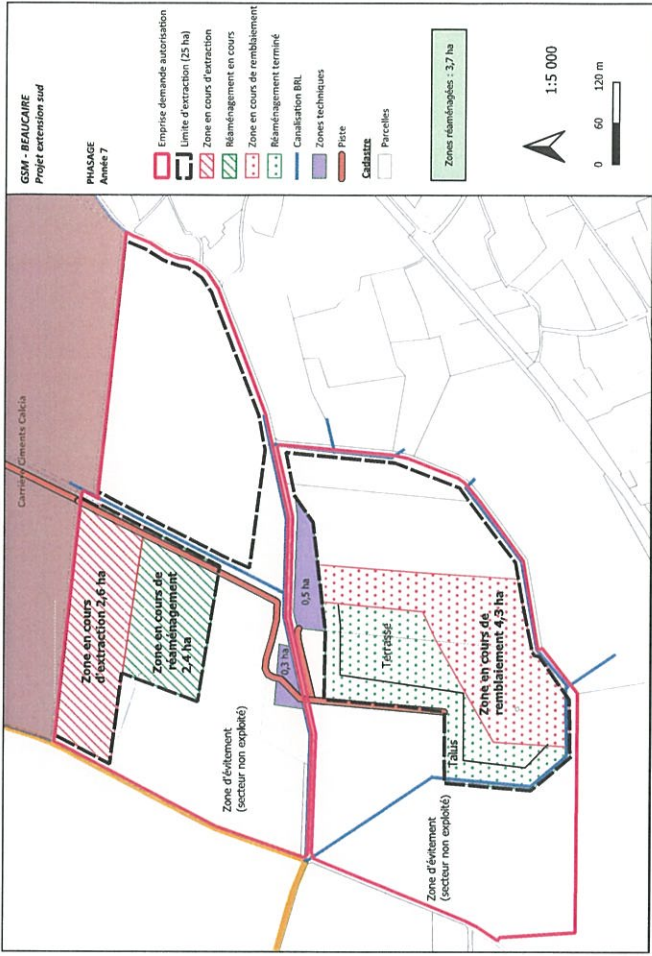 GSM - BEAUCAIRE
Projet extension sud
PHASAGE
Année 7
Emprise demande autorisation
Limite d'extraction (25 ha)
Zone en cours d'extraction
Réaménagement en cours
Zone en cours de remblaiement
Réaménagement terminé
Canalisation BRL
Zones techniques
Piste
Cadastre
Parcelles
Zones réaménagées : 3,7 ha
1:5 000
0 60 120 m
Carrière Ciments Calcia
Zone en cours
d'extraction 2,6 ha
Zone en cours de
réaménagement
2,4 ha
Zone d'évitement
(secteur non exploité)
0,3 ha
0,5 ha
Terrasse
Talus
Zone en cours de
remblaiement 4,3 ha
Zone d'évitement
(secteur non exploité)